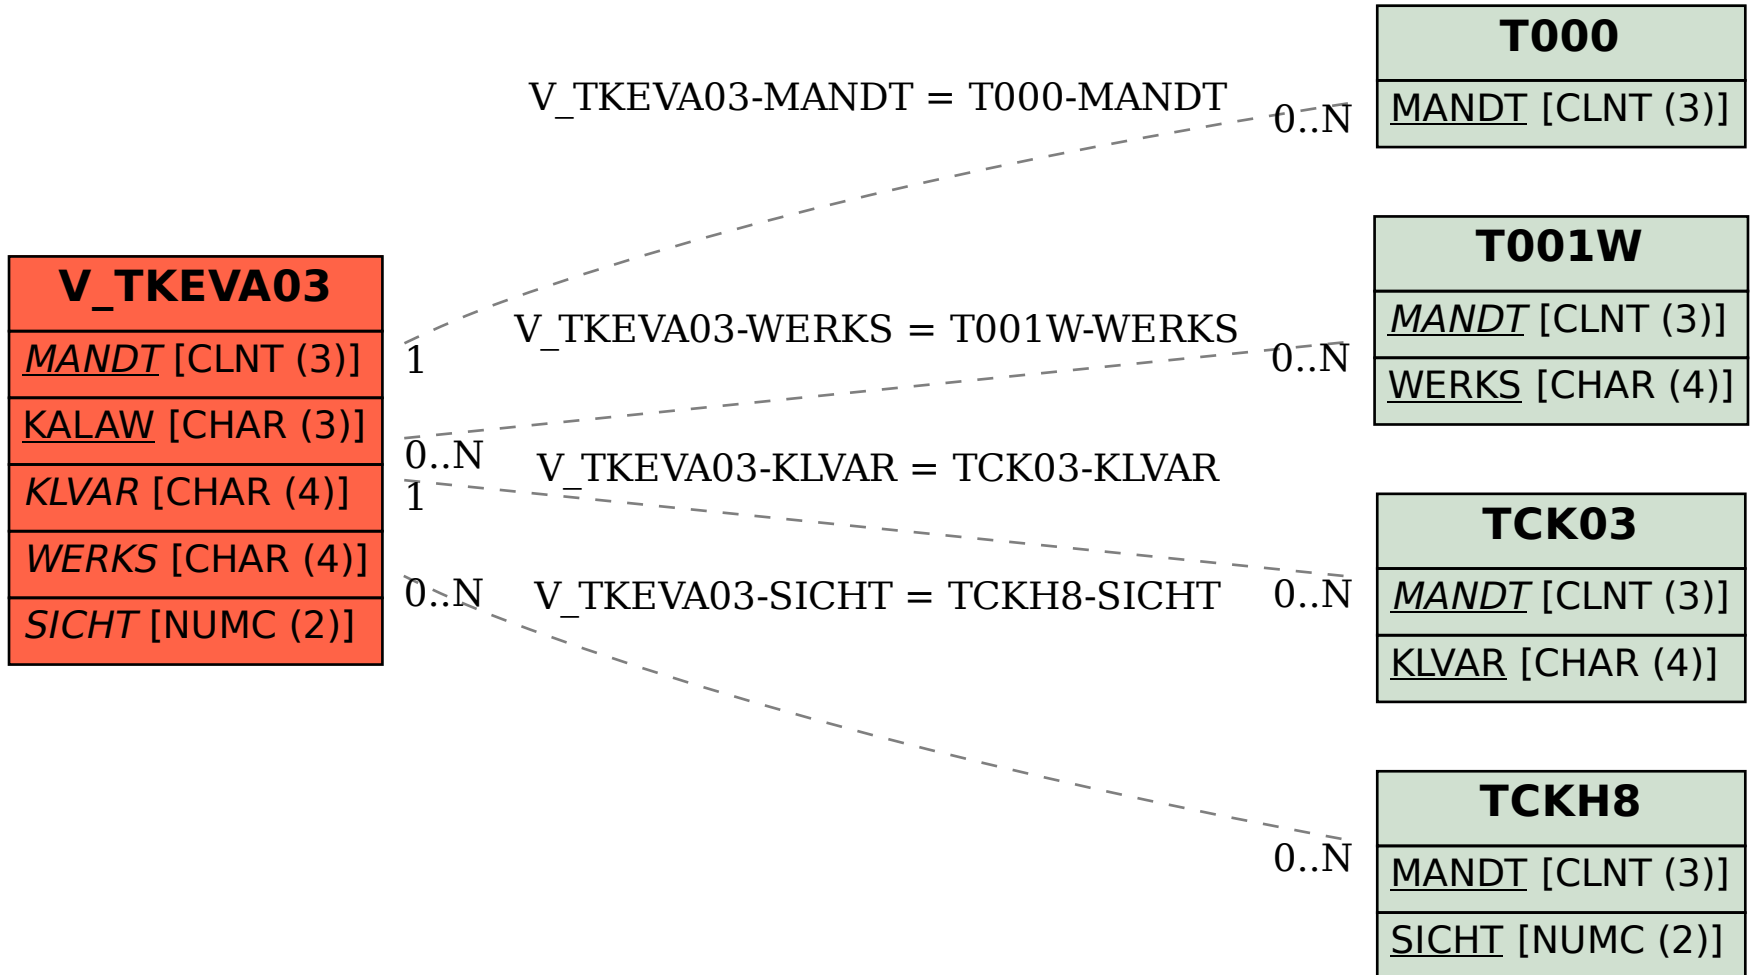 V_TKEVA03
MANDT [CLNT (3)]
KALAW [CHAR (3)]
KLVAR [CHAR (4)]
WERKS [CHAR (4)]
SICHT [NUMC (2)]
V_TKEVA03-MANDT = T000-MANDT
1
0..N
V_TKEVA03-WERKS = T001W-WERKS
0..N
0..N
V_TKEVA03-KLVAR = TCK03-KLVAR
1
0..N
V_TKEVA03-SICHT = TCKH8-SICHT
0..N
0..N
T000
MANDT [CLNT (3)]
T001W
MANDT [CLNT (3)]
WERKS [CHAR (4)]
TCK03
MANDT [CLNT (3)]
KLVAR [CHAR (4)]
TCKH8
MANDT [CLNT (3)]
SICHT [NUMC (2)]